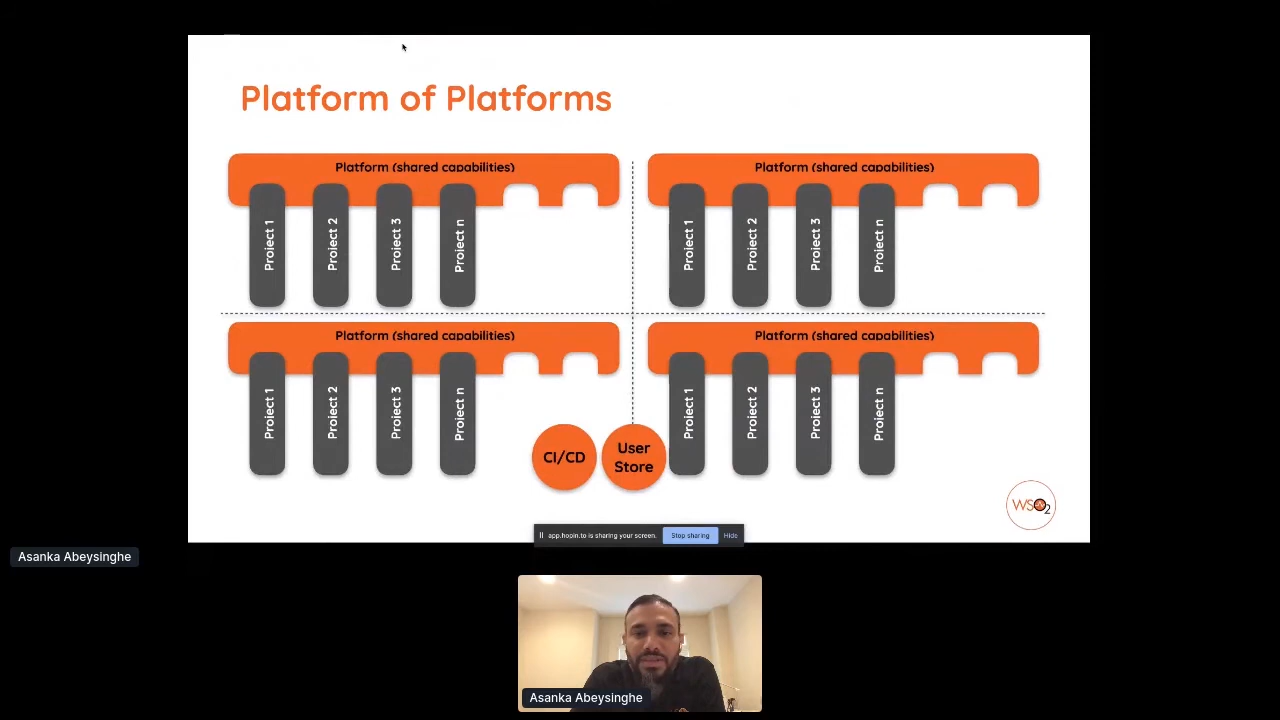 Platform of Platforms
Platform (shared capabilities)
Project 1
Project 2
Project 3
Project n
Platform (shared capabilities)
Project 1
Project 2
Project 3
Project n
Platform (shared capabilities)
Project 1
Project 2
Project 3
Project n
Platform (shared capabilities)
Project 1
Project 2
Project 3
Project n
CI/CD
User
Store
WSO2
app.hopin.to is sharing your screen.
Stop sharing
Hide
Asanka Abeysinghe
Asanka Abeysinghe